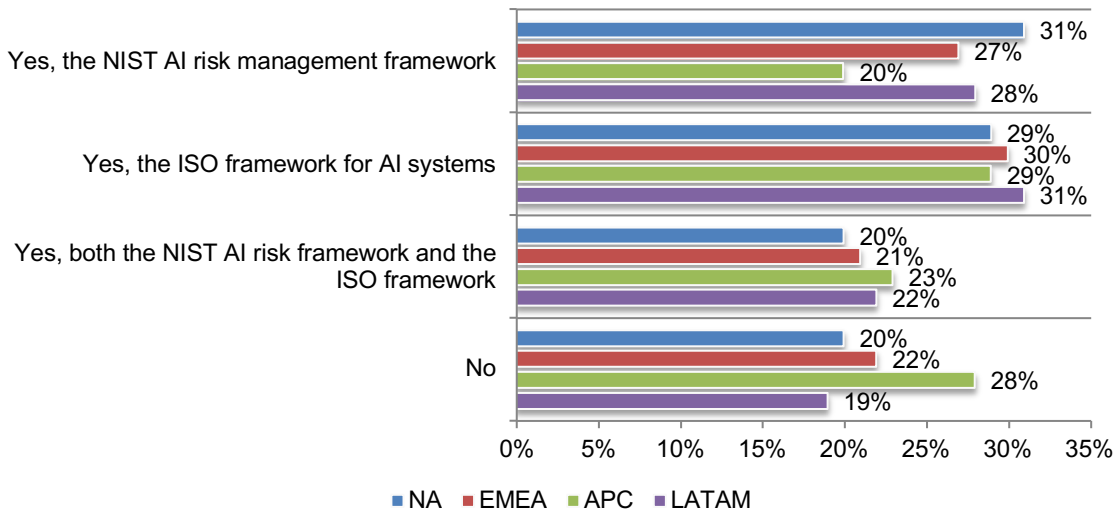 Yes, the NIST AI risk management framework
31%
27%
20%
28%
Yes, the ISO framework for AI systems
29%
30%
29%
31%
Yes, both the NIST AI risk framework and the
ISO framework
20%
21%
23%
22%
No
20%
22%
28%
19%
0% 5% 10% 15% 20% 25% 30% 35%
NA EMEA APC LATAM